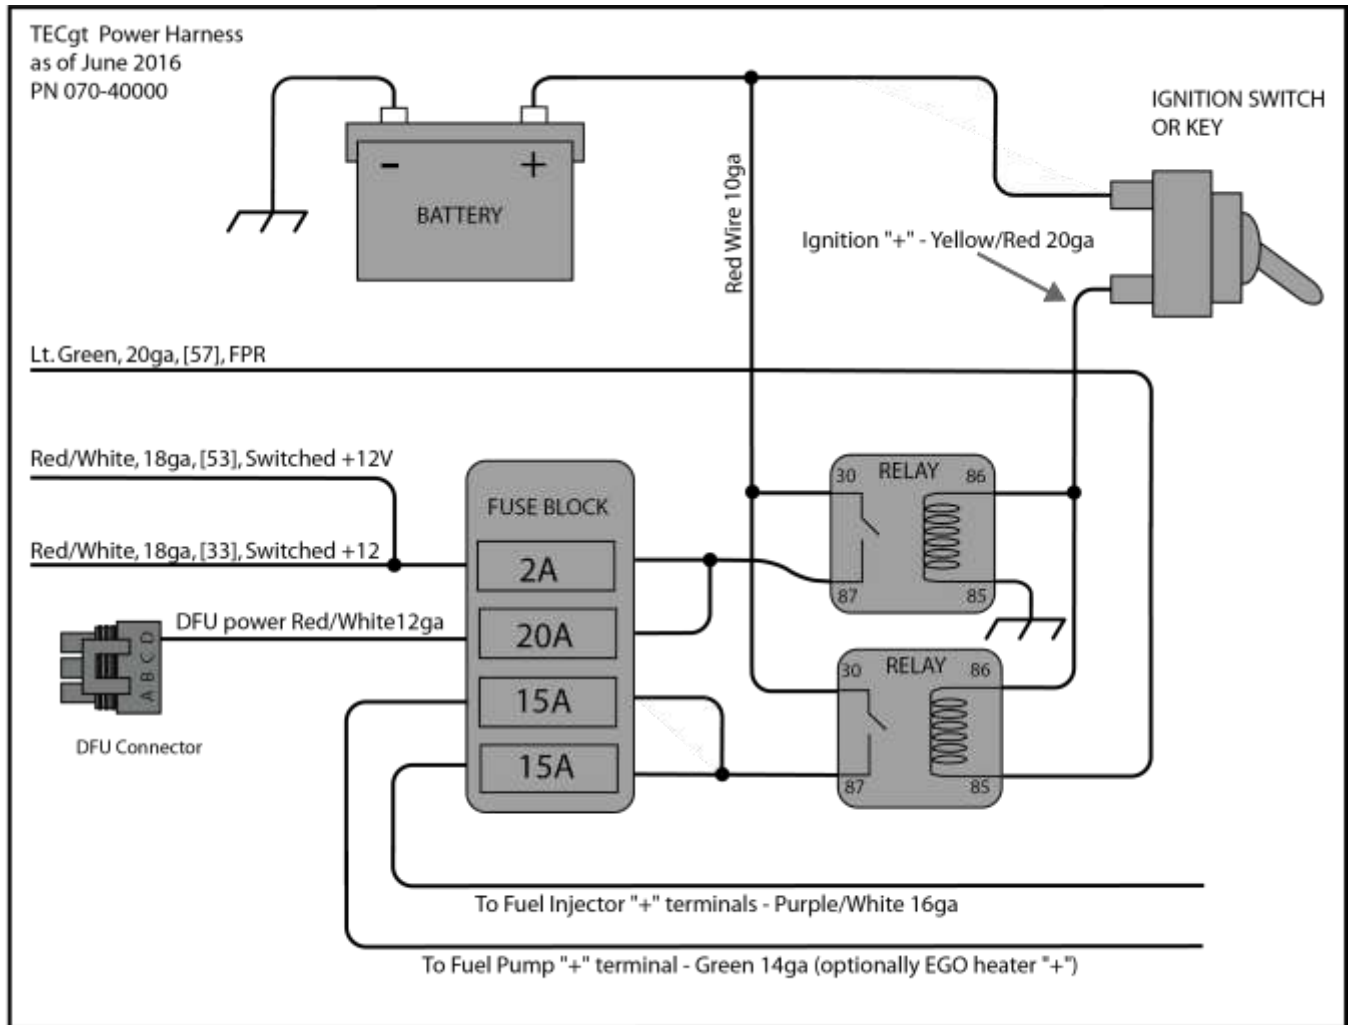 TECgt Power Harness
as of June 2016
PN 070-40000
IGNITION SWITCH
OR KEY
- +
BATTERY
Red Wire 10ga
Ignition "+" - Yellow/Red 20ga
Lt. Green, 20ga, [57], FPR
Red/White, 18ga, [53], Switched +12V
30 RELAY 86
FUSE BLOCK
Red/White, 18ga, [33], Switched +12
2A
87 85
DFU power Red/White12ga
20A
A B C D
30 RELAY 86
15A
DFU Connector
15A
87 85
To Fuel Injector "+" terminals - Purple/White 16ga
To Fuel Pump "+" terminal - Green 14ga (optionally EGO heater "+")